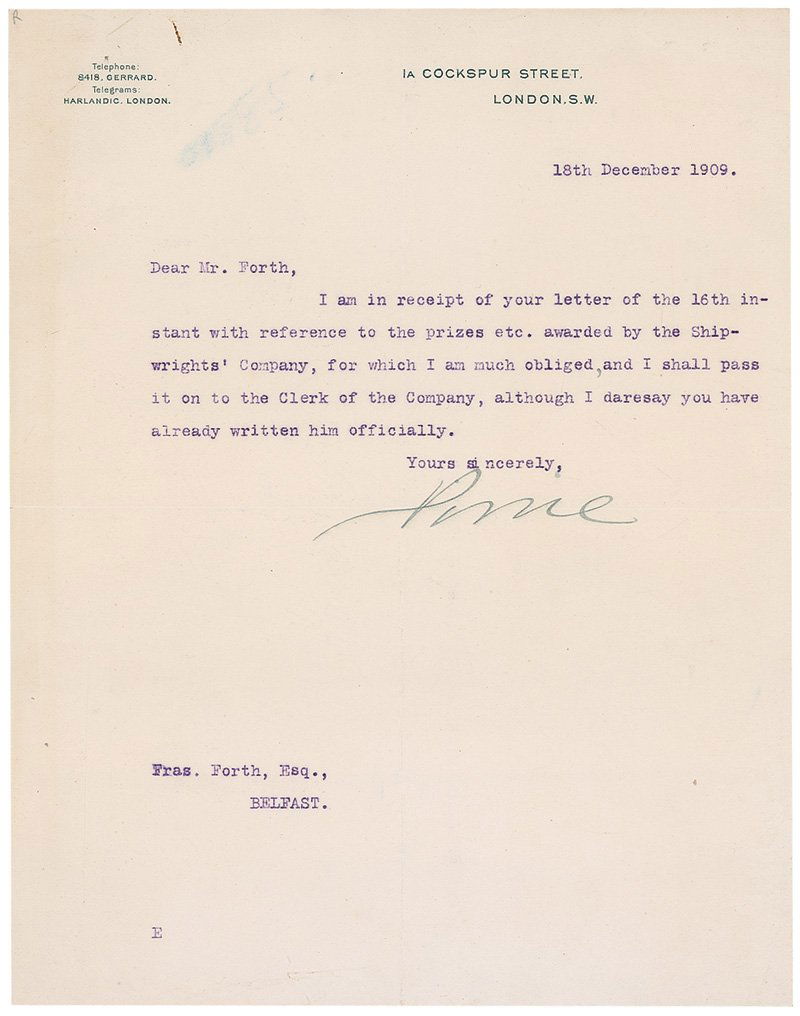 R
Telephone:
8418, GERRARD.
Telegrams:
HARLANDIC, LONDON.
1A COCKSPUR STREET,
LONDON, S.W.
18th December 1909.
Dear Mr. Forth,
I am in receipt of your letter of the 16th in-
stant with reference to the prizes etc. awarded by the Ship-
wrights' Company, for which I am much obliged,and I shall pass
it on to the Clerk of the Company, although I daresay you have
already written him officially.
Yours sincerely,
Pirrie
Fras. Forth, Esq.,
BELFAST.
E